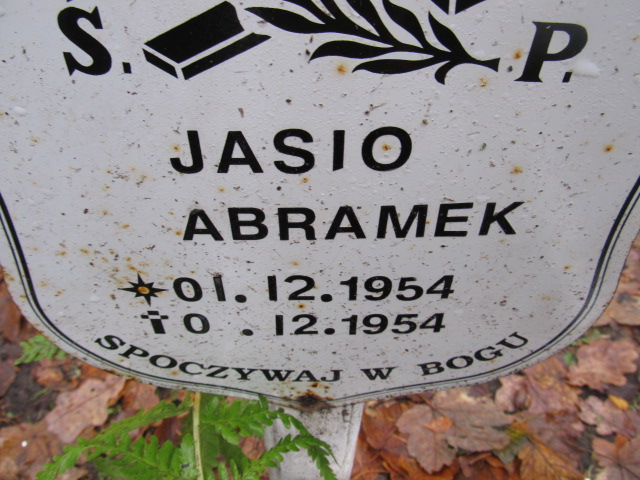 Ś. P.
JASIO
ABRAMEK
01. 12. 1954
† 0 . 12. 1954
SPOCZYWAJ W BOGU